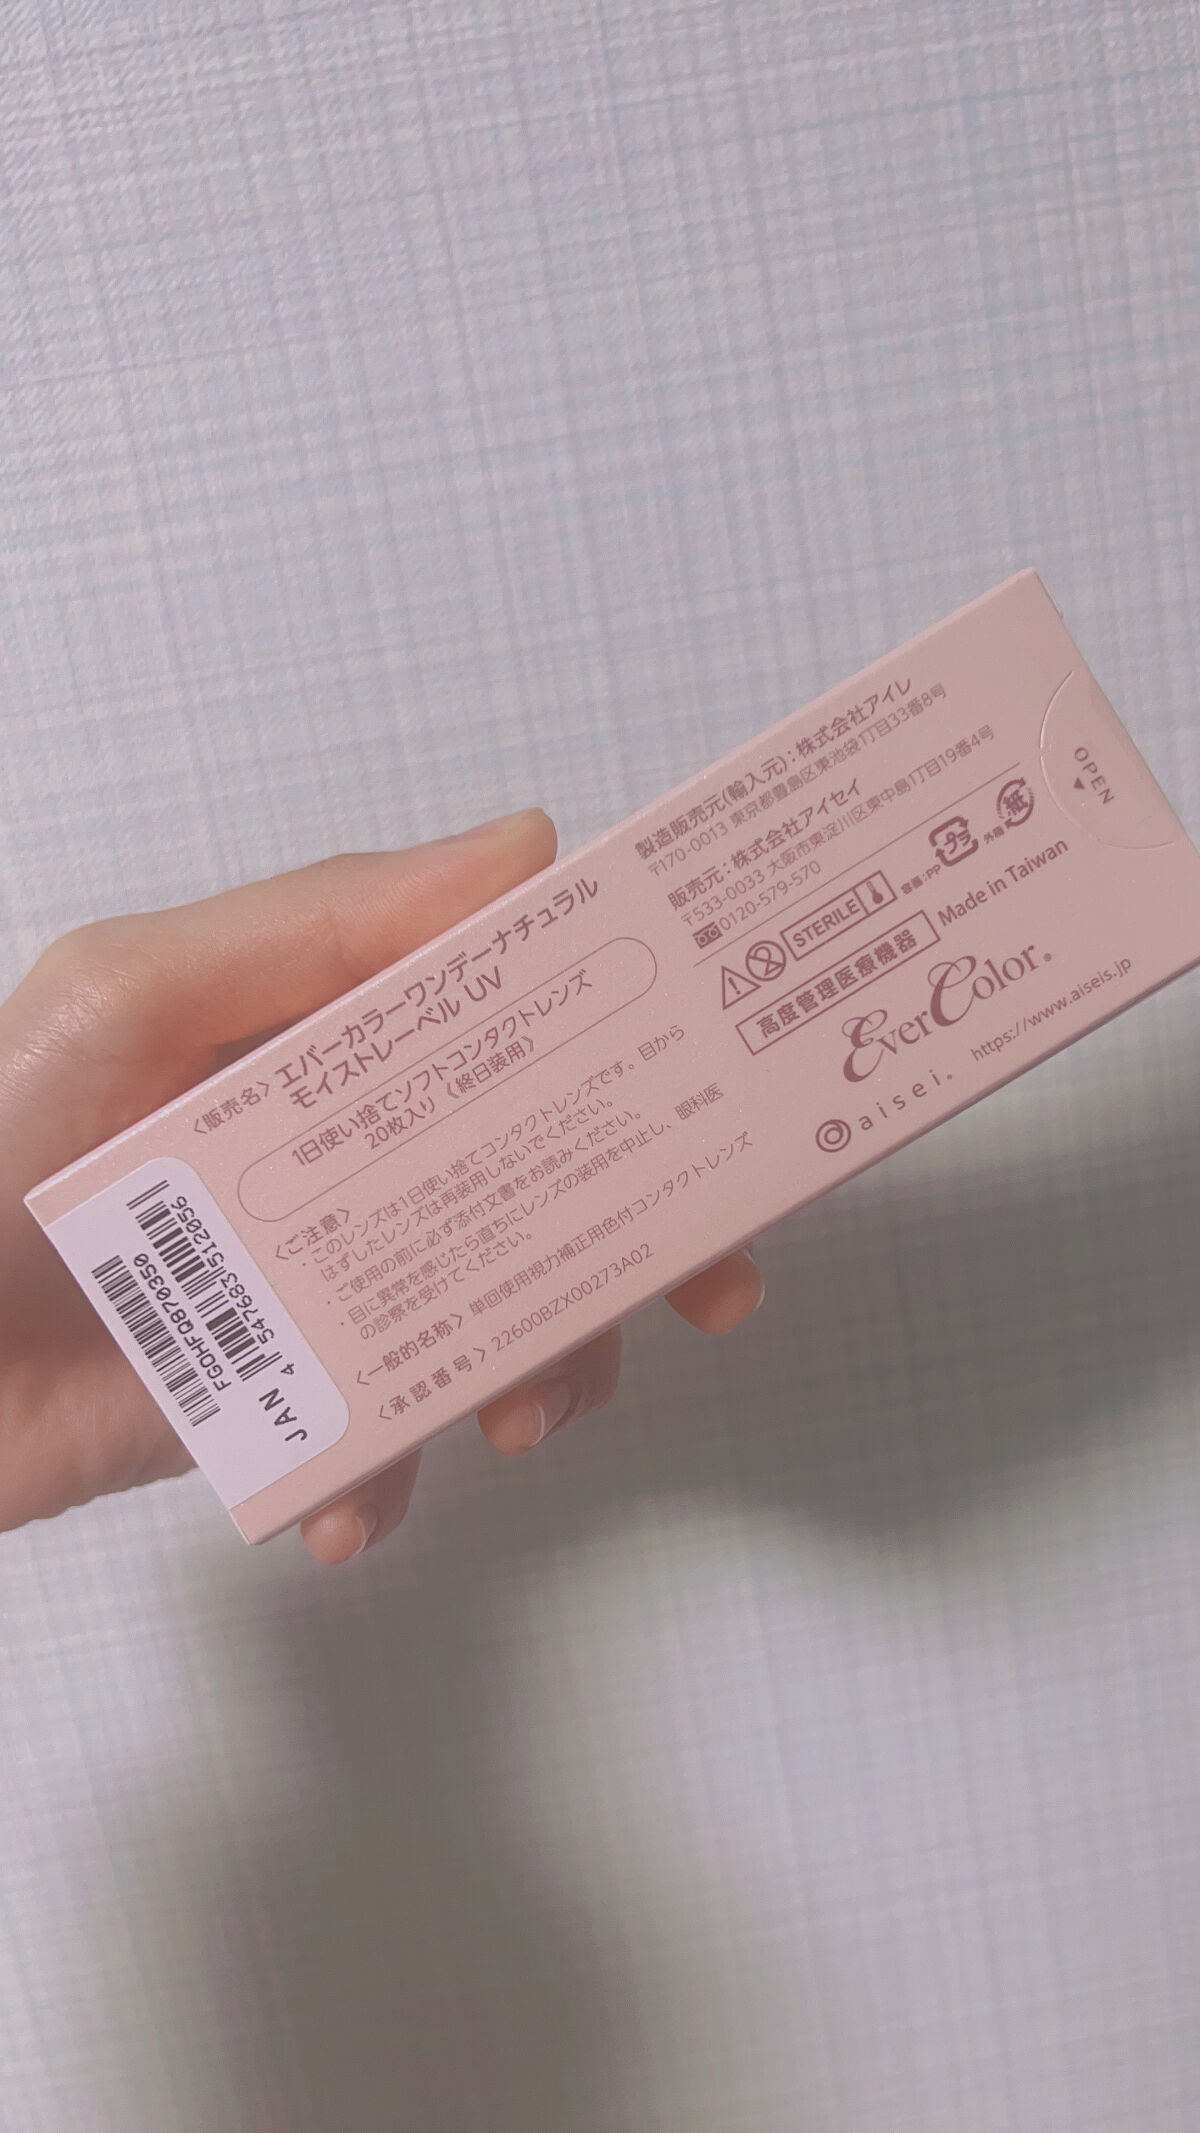 〈販売名〉エバーカラーワンデーナチュラル
モイストレーベル UV
1日使い捨てソフトコンタクトレンズ
20枚入り《終日装用》
〈ご注意〉
・このレンズは1日使い捨てコンタクトレンズです。目から
はずしたレンズは再装用しないでください。
・ご使用の前に必ず添付文書をお読みください。
・目に異常を感じたら直ちにレンズの装用を中止し、眼科医
の診察を受けてください。
〈一般的名称〉単回使用視力補正用色付コンタクトレンズ
〈承認番号〉22600BZX00273A02
製造販売元(輸入元):株式会社アイレ
〒170-0013 東京都豊島区東池袋1丁目33番8号
販売元:株式会社アイセイ
〒533-0033 大阪市東淀川区東中島1丁目19番4号
0120-579-570
2 STERILE
容器:PP プラ
外箱 紙
高度管理医療機器 Made in Taiwan
EverColor®
aisei. https://www.aiseis.jp
OPEN
JAN
4 547683 512056
FGOHFQB70350